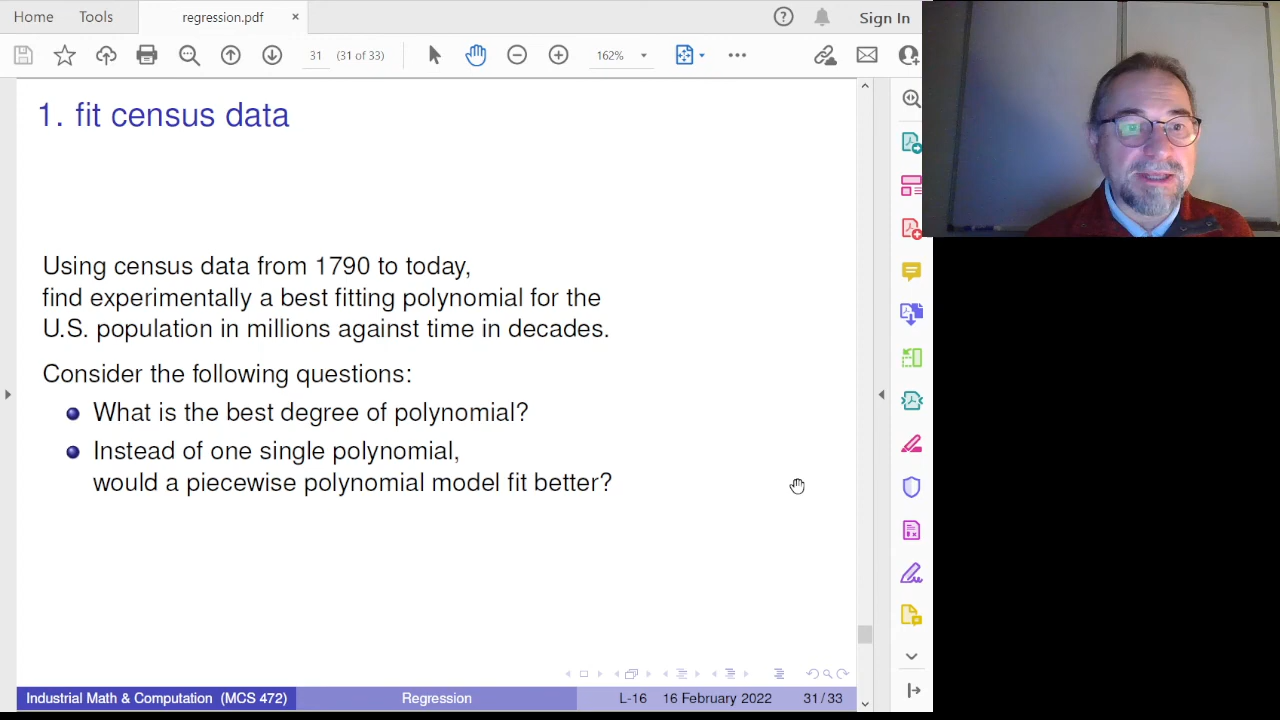 Home Tools regression.pdf × Sign In
31 (31 of 33) 162%
1. fit census data
Using census data from 1790 to today,
find experimentally a best fitting polynomial for the
U.S. population in millions against time in decades.
Consider the following questions:
What is the best degree of polynomial?
Instead of one single polynomial,
would a piecewise polynomial model fit better?
Industrial Math & Computation (MCS 472) Regression L-16 16 February 2022 31/33